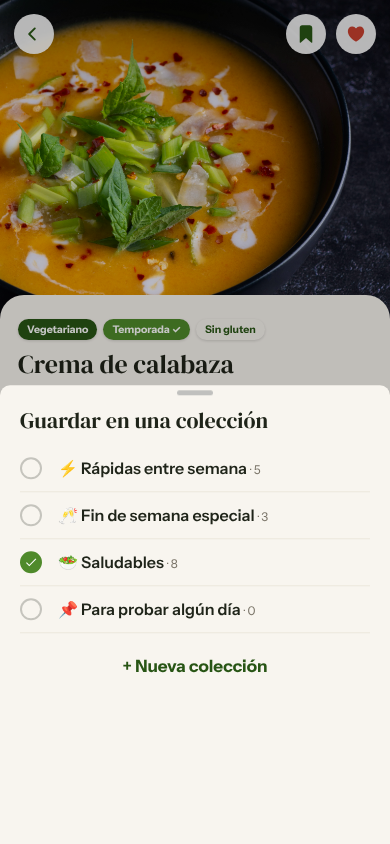 Vegetariano Temporada ✓ Sin gluten
Crema de calabaza
Guardar en una colección
⚡ Rápidas entre semana · 5
🥂 Fin de semana especial · 3
🥗 Saludables · 8
📌 Para probar algún día · 0
+ Nueva colección